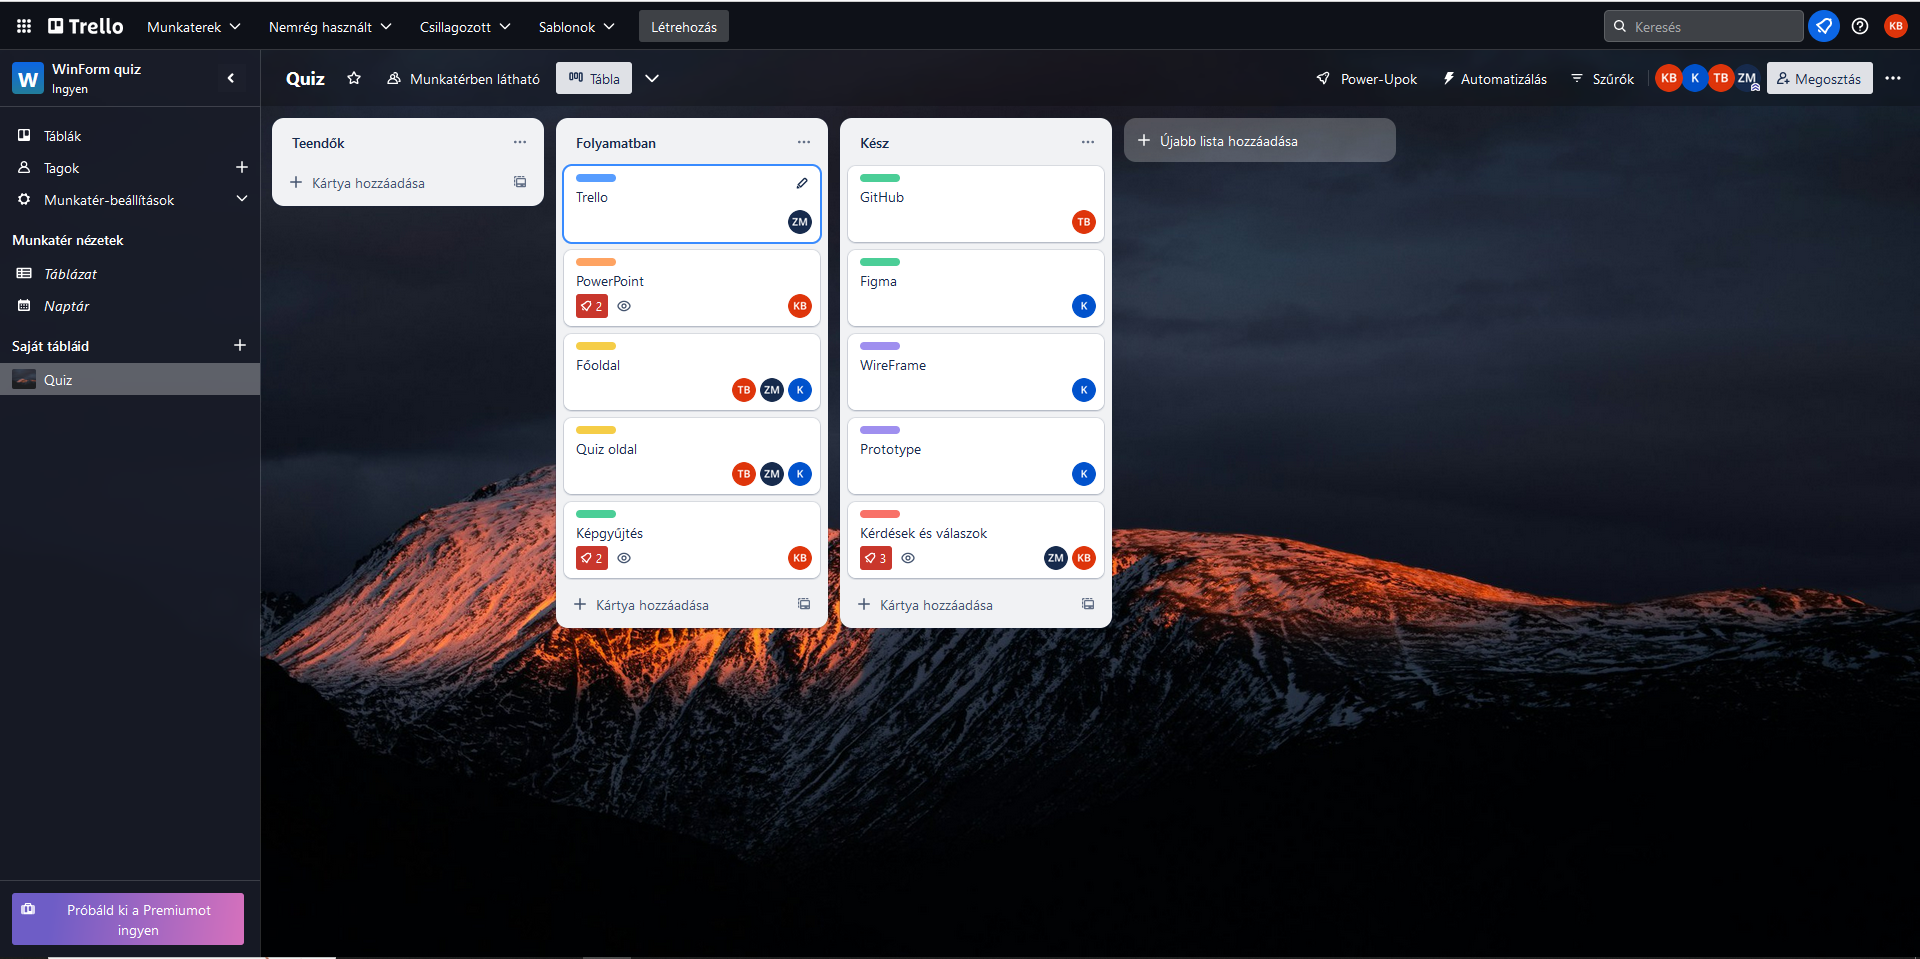 Trello
Munkaterek
Nemrég használt
Csillagozott
Sablonok
Létrehozás
Keresés
KB
W
WinForm quiz
Ingyen
Quiz
Munkatérben látható
Tábla
Power-Upok
Automatizálás
Szűrők
KB
K
TB
ZM
Megosztás
Táblák
Tagok
Munkatér-beállítások
Munkatér nézetek
Táblázat
Naptár
Saját tábláid
Quiz
Próbáld ki a Premiumot
ingyen
Teendők
Kártya hozzáadása
Folyamatban
Trello
ZM
PowerPoint
2
KB
Főoldal
TB ZM K
Quiz oldal
TB ZM K
Képgyűjtés
2
KB
Kártya hozzáadása
Kész
GitHub
TB
Figma
K
WireFrame
K
Prototype
K
Kérdések és válaszok
3
ZM KB
Kártya hozzáadása
Újabb lista hozzáadása